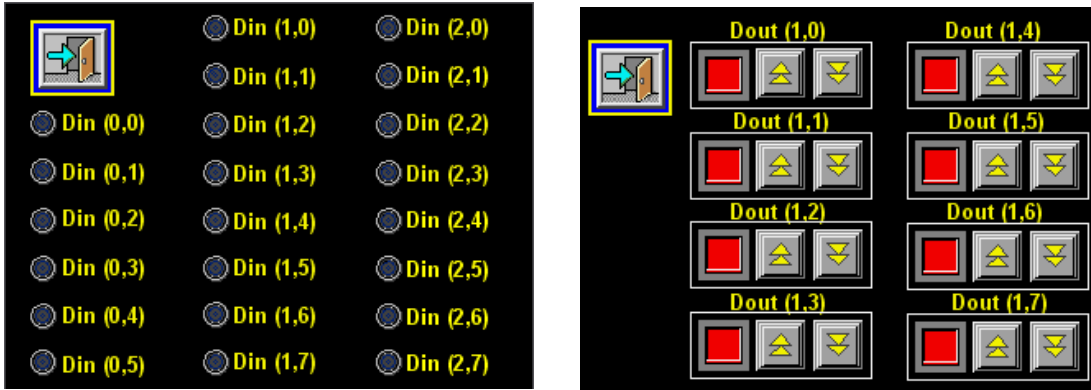 Din (1,0) Din (2,0)
Din (1,1) Din (2,1)
Din (0,0) Din (1,2) Din (2,2)
Din (0,1) Din (1,3) Din (2,3)
Din (0,2) Din (1,4) Din (2,4)
Din (0,3) Din (1,5) Din (2,5)
Din (0,4) Din (1,6) Din (2,6)
Din (0,5) Din (1,7) Din (2,7)
Dout (1,0) Dout (1,4)
Dout (1,1) Dout (1,5)
Dout (1,2) Dout (1,6)
Dout (1,3) Dout (1,7)